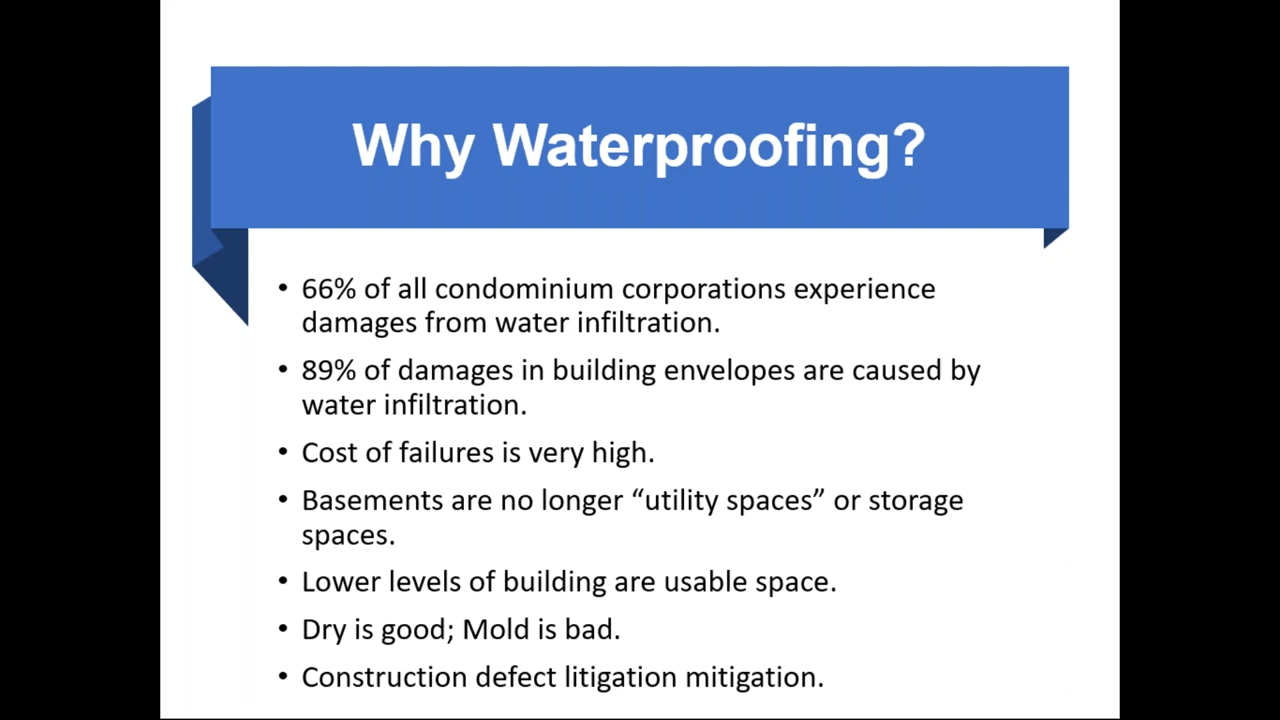 Why Waterproofing?
• 66% of all condominium corporations experience
damages from water infiltration.
• 89% of damages in building envelopes are caused by
water infiltration.
• Cost of failures is very high.
• Basements are no longer “utility spaces” or storage
spaces.
• Lower levels of building are usable space.
• Dry is good; Mold is bad.
• Construction defect litigation mitigation.